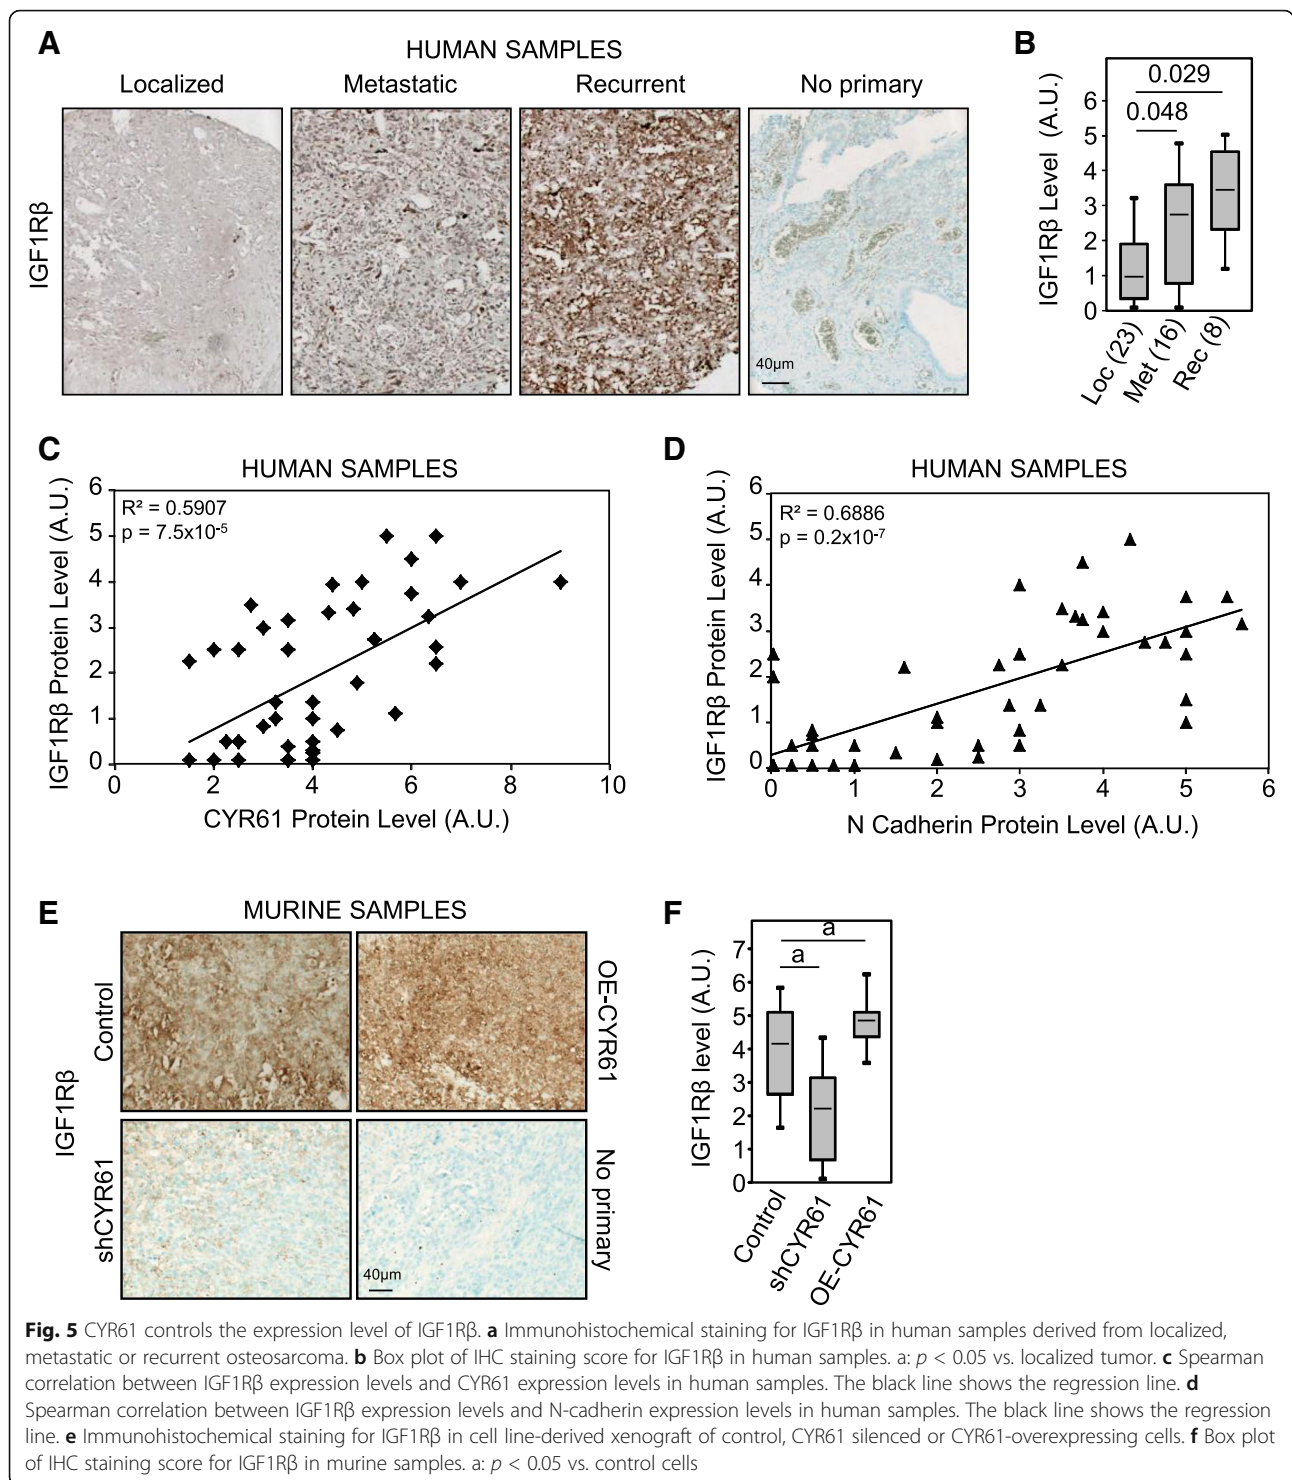 A
HUMAN SAMPLES
Localized
Metastatic
Recurrent
No primary
IGF1Rβ
40µm
B
IGF1Rβ Level (A.U.)
0.029
0.048
6
5
4
3
2
1
0
Loc (23)
Met (16)
Rec (8)
C
HUMAN SAMPLES
IGF1Rβ Protein Level (A.U.)
R² = 0.5907
p = 7.5x10⁻⁵
6
5
4
3
2
1
0
0 2 4 6 8 10
CYR61 Protein Level (A.U.)
D
HUMAN SAMPLES
IGF1Rβ Protein Level (A.U.)
R² = 0.6886
p = 0.2x10⁻⁷
6
5
4
3
2
1
0
0 1 2 3 4 5 6
N Cadherin Protein Level (A.U.)
E
MURINE SAMPLES
IGF1Rβ
Control
OE-CYR61
shCYR61
No primary
40µm
F
IGF1Rβ level (A.U.)
a
a
7
6
5
4
3
2
1
0
Control
shCYR61
OE-CYR61
Fig. 5 CYR61 controls the expression level of IGF1Rβ. a Immunohistochemical staining for IGF1Rβ in human samples derived from localized,
metastatic or recurrent osteosarcoma. b Box plot of IHC staining score for IGF1Rβ in human samples. a: p < 0.05 vs. localized tumor. c Spearman
correlation between IGF1Rβ expression levels and CYR61 expression levels in human samples. The black line shows the regression line. d
Spearman correlation between IGF1Rβ expression levels and N-cadherin expression levels in human samples. The black line shows the regression
line. e Immunohistochemical staining for IGF1Rβ in cell line-derived xenograft of control, CYR61 silenced or CYR61-overexpressing cells. f Box plot
of IHC staining score for IGF1Rβ in murine samples. a: p < 0.05 vs. control cells